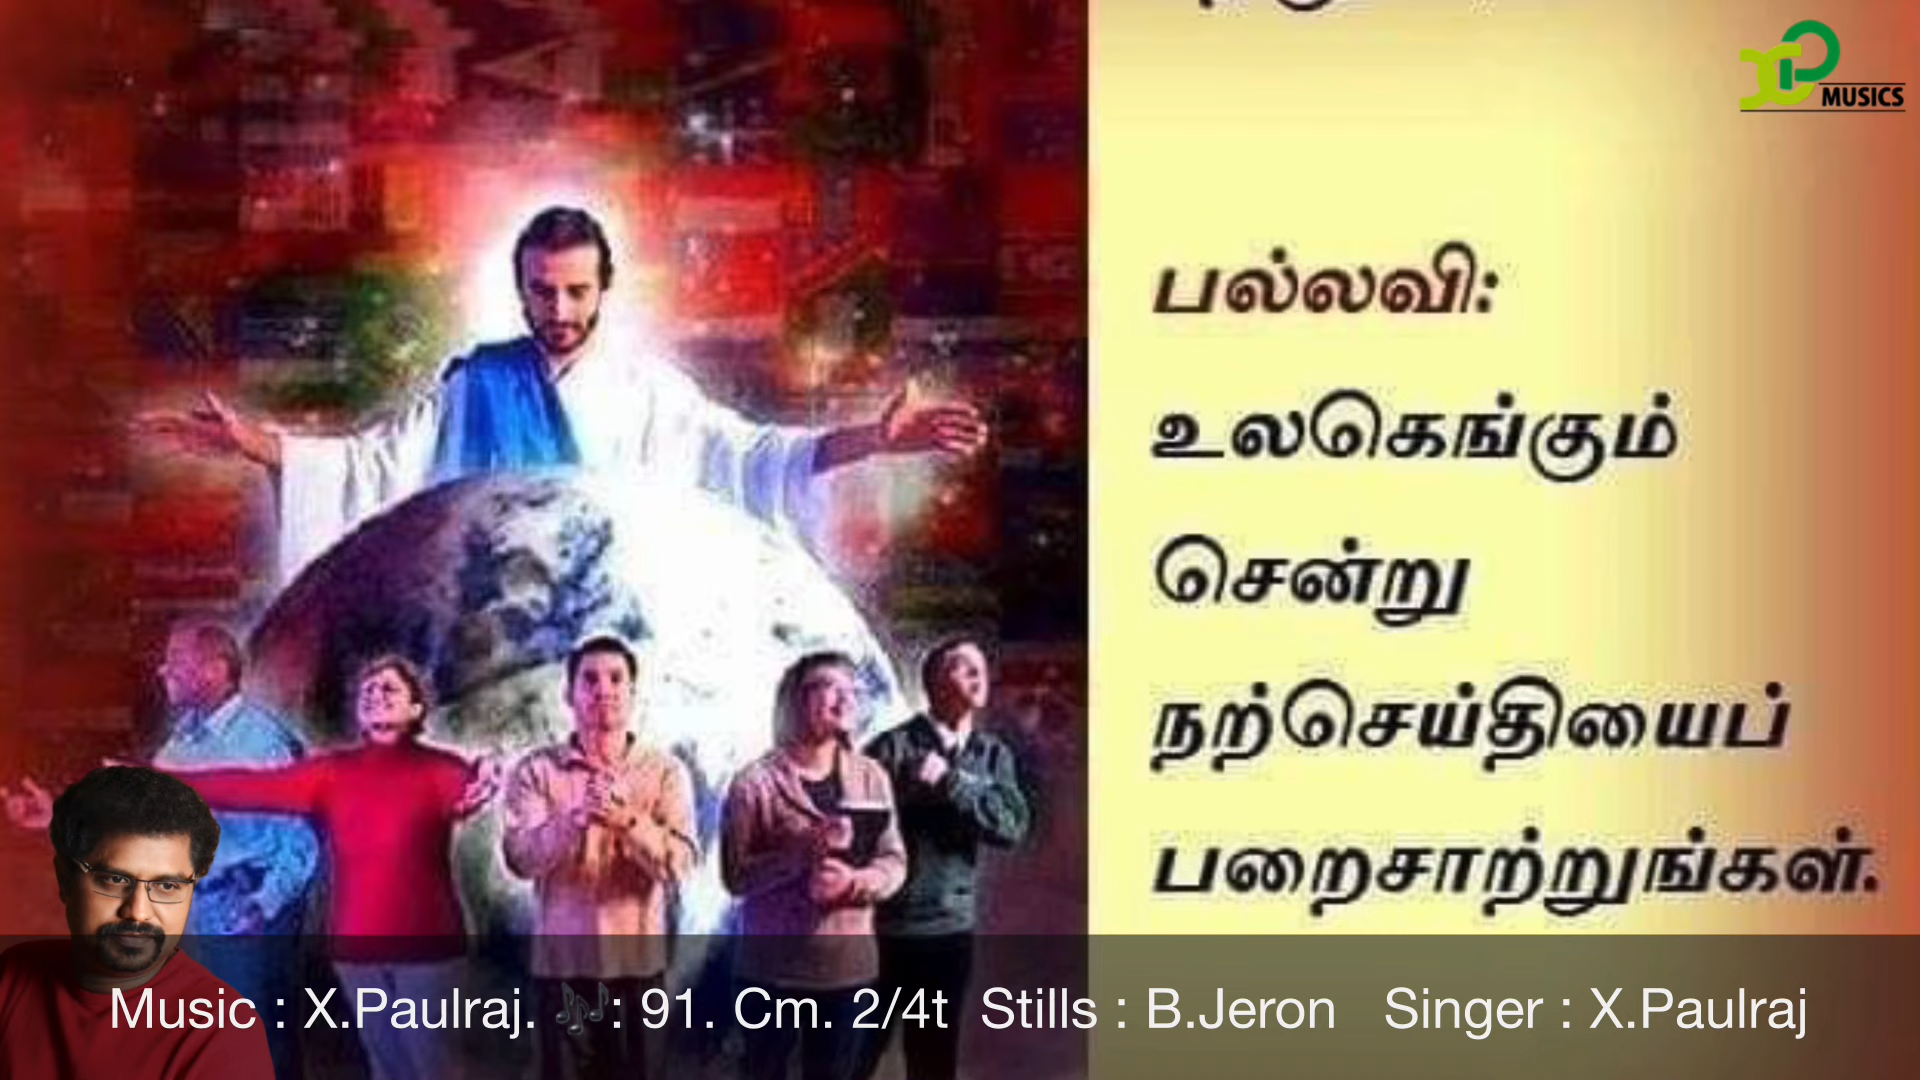 MUSICS
பல்லவி:
உலகெங்கும்
சென்று
நற்செய்தியைப்
பறைசாற்றுங்கள்.
Music : X.Paulraj. 🎶: 91. Cm. 2/4t Stills : B.Jeron Singer : X.Paulraj